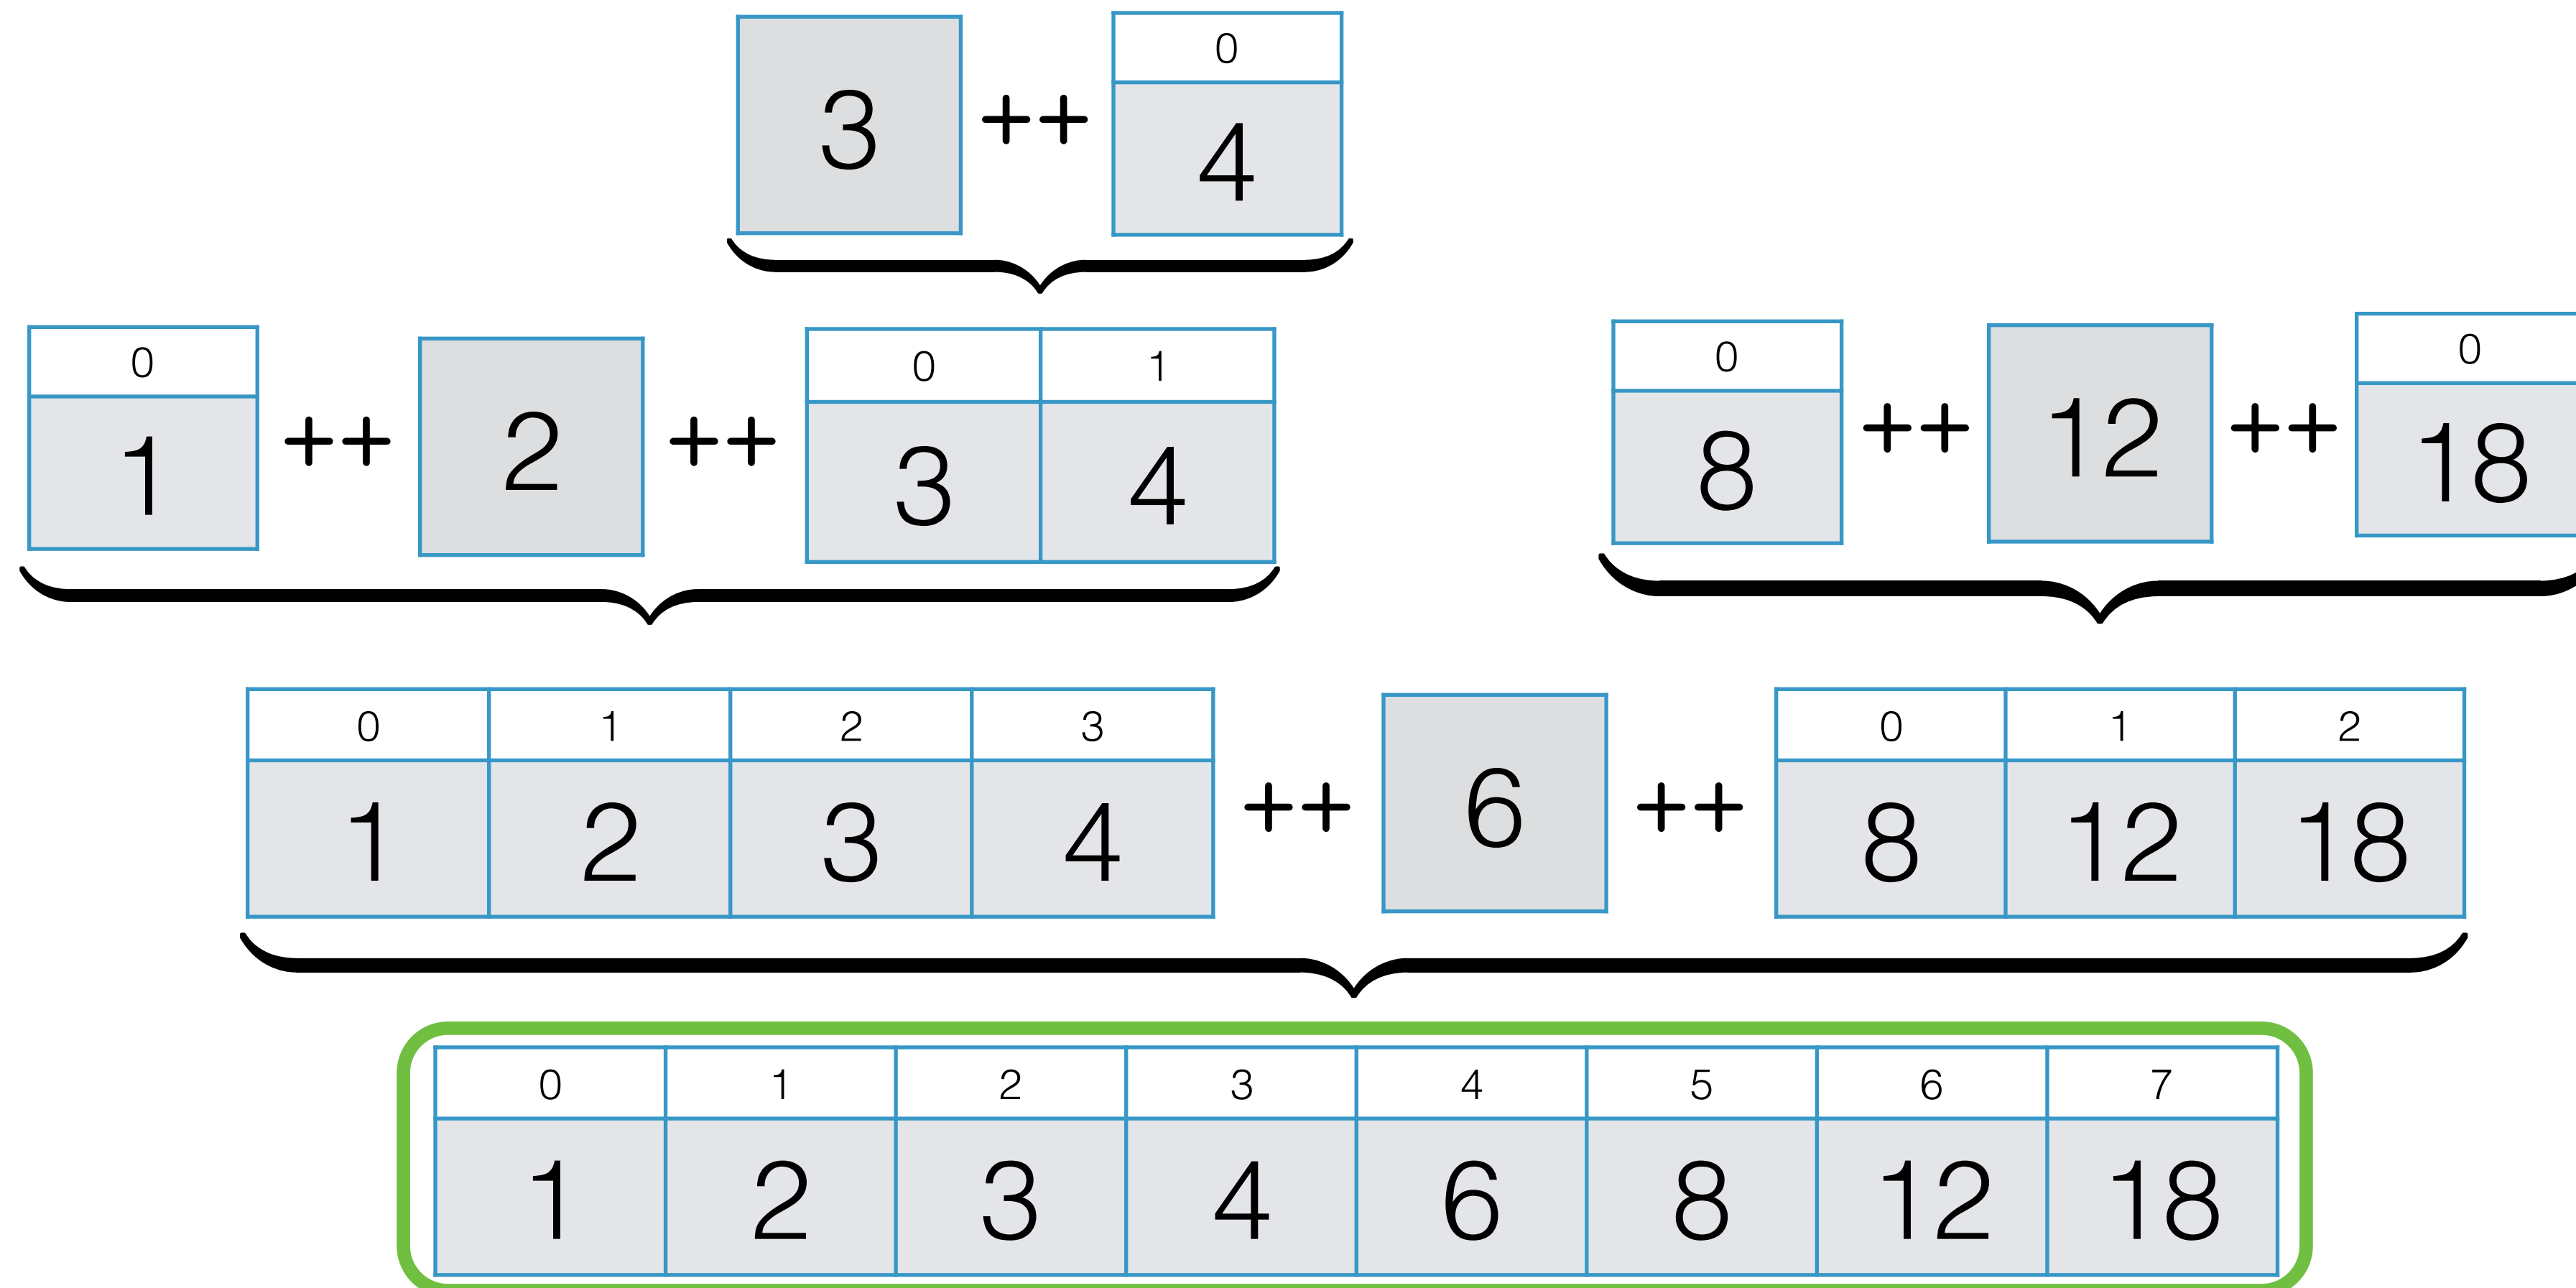 0
3 ++ 4
0 0 1 0 0
1 ++ 2 ++ 3 4 8 ++ 12 ++ 18
0 1 2 3 0 1 2
1 2 3 4 ++ 6 ++ 8 12 18
0 1 2 3 4 5 6 7
1 2 3 4 6 8 12 18